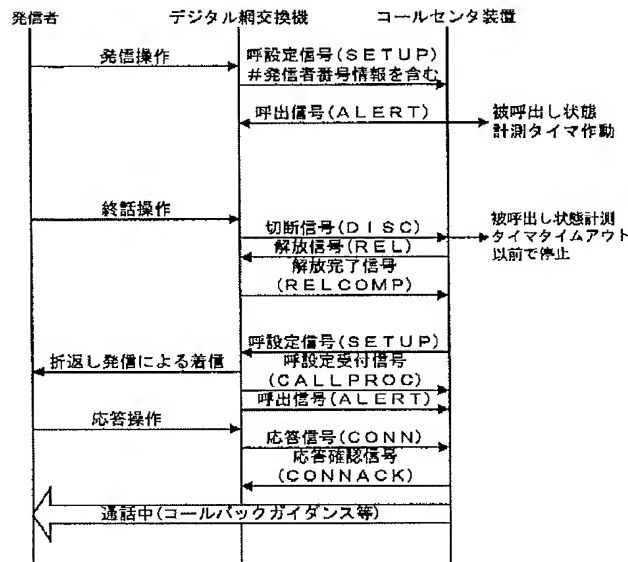 発信者
デジタル網交換機
コールセンタ装置
発信操作
呼設定信号(SETUP)
#発信者番号情報を含む
呼出信号(ALERT)
被呼出し状態
計測タイマ作動
終話操作
切断信号(DISC)
被呼出し状態計測
タイマタイムアウト
以前で停止
解放信号(REL)
解放完了信号
(RELCOMP)
呼設定信号(SETUP)
折返し発信による着信
呼設定受付信号
(CALLPROC)
呼出信号(ALERT)
応答操作
応答信号(CONN)
応答確認信号
(CONNACK)
通話中(コールバックガイダンス等)